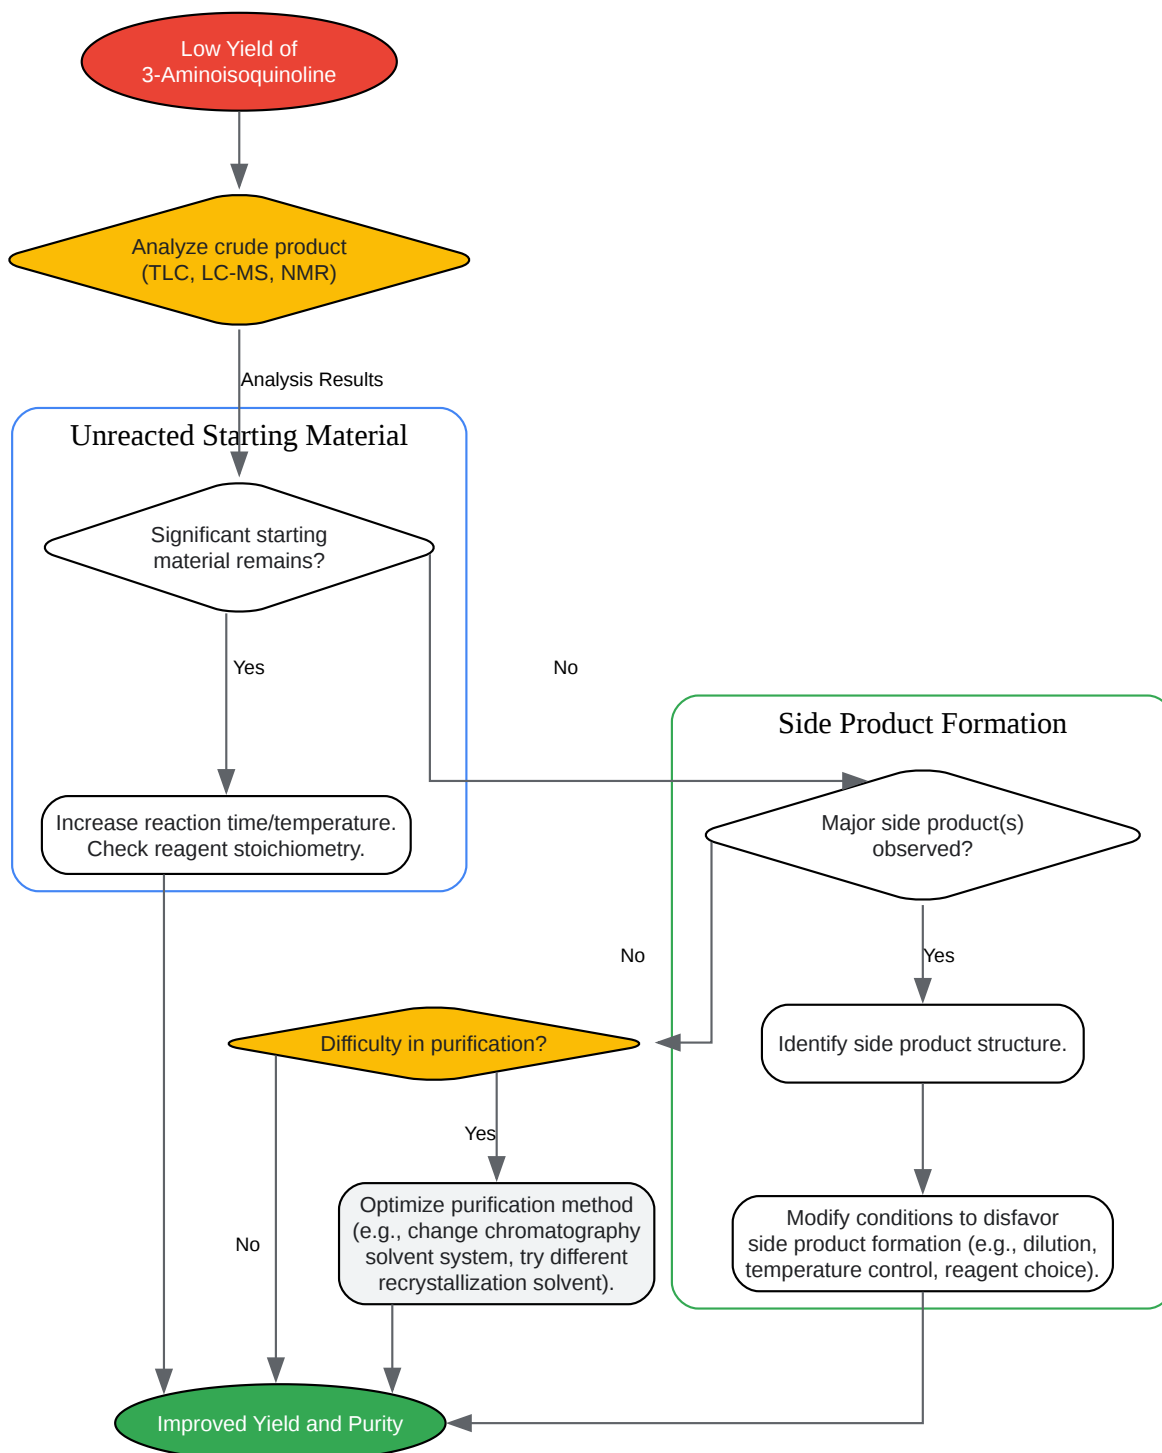 Low Yield of
3-Aminoisoquinoline
Analyze crude product
(TLC, LC-MS, NMR)
Analysis Results
Unreacted Starting Material
Significant starting
material remains?
Yes
No
Increase reaction time/temperature.
Check reagent stoichiometry.
Side Product Formation
Major side product(s)
observed?
No
Yes
Difficulty in purification?
Identify side product structure.
Yes
No
Optimize purification method
(e.g., change chromatography
solvent system, try different
recrystallization solvent).
Modify conditions to disfavor
side product formation (e.g., dilution,
temperature control, reagent choice).
Improved Yield and Purity